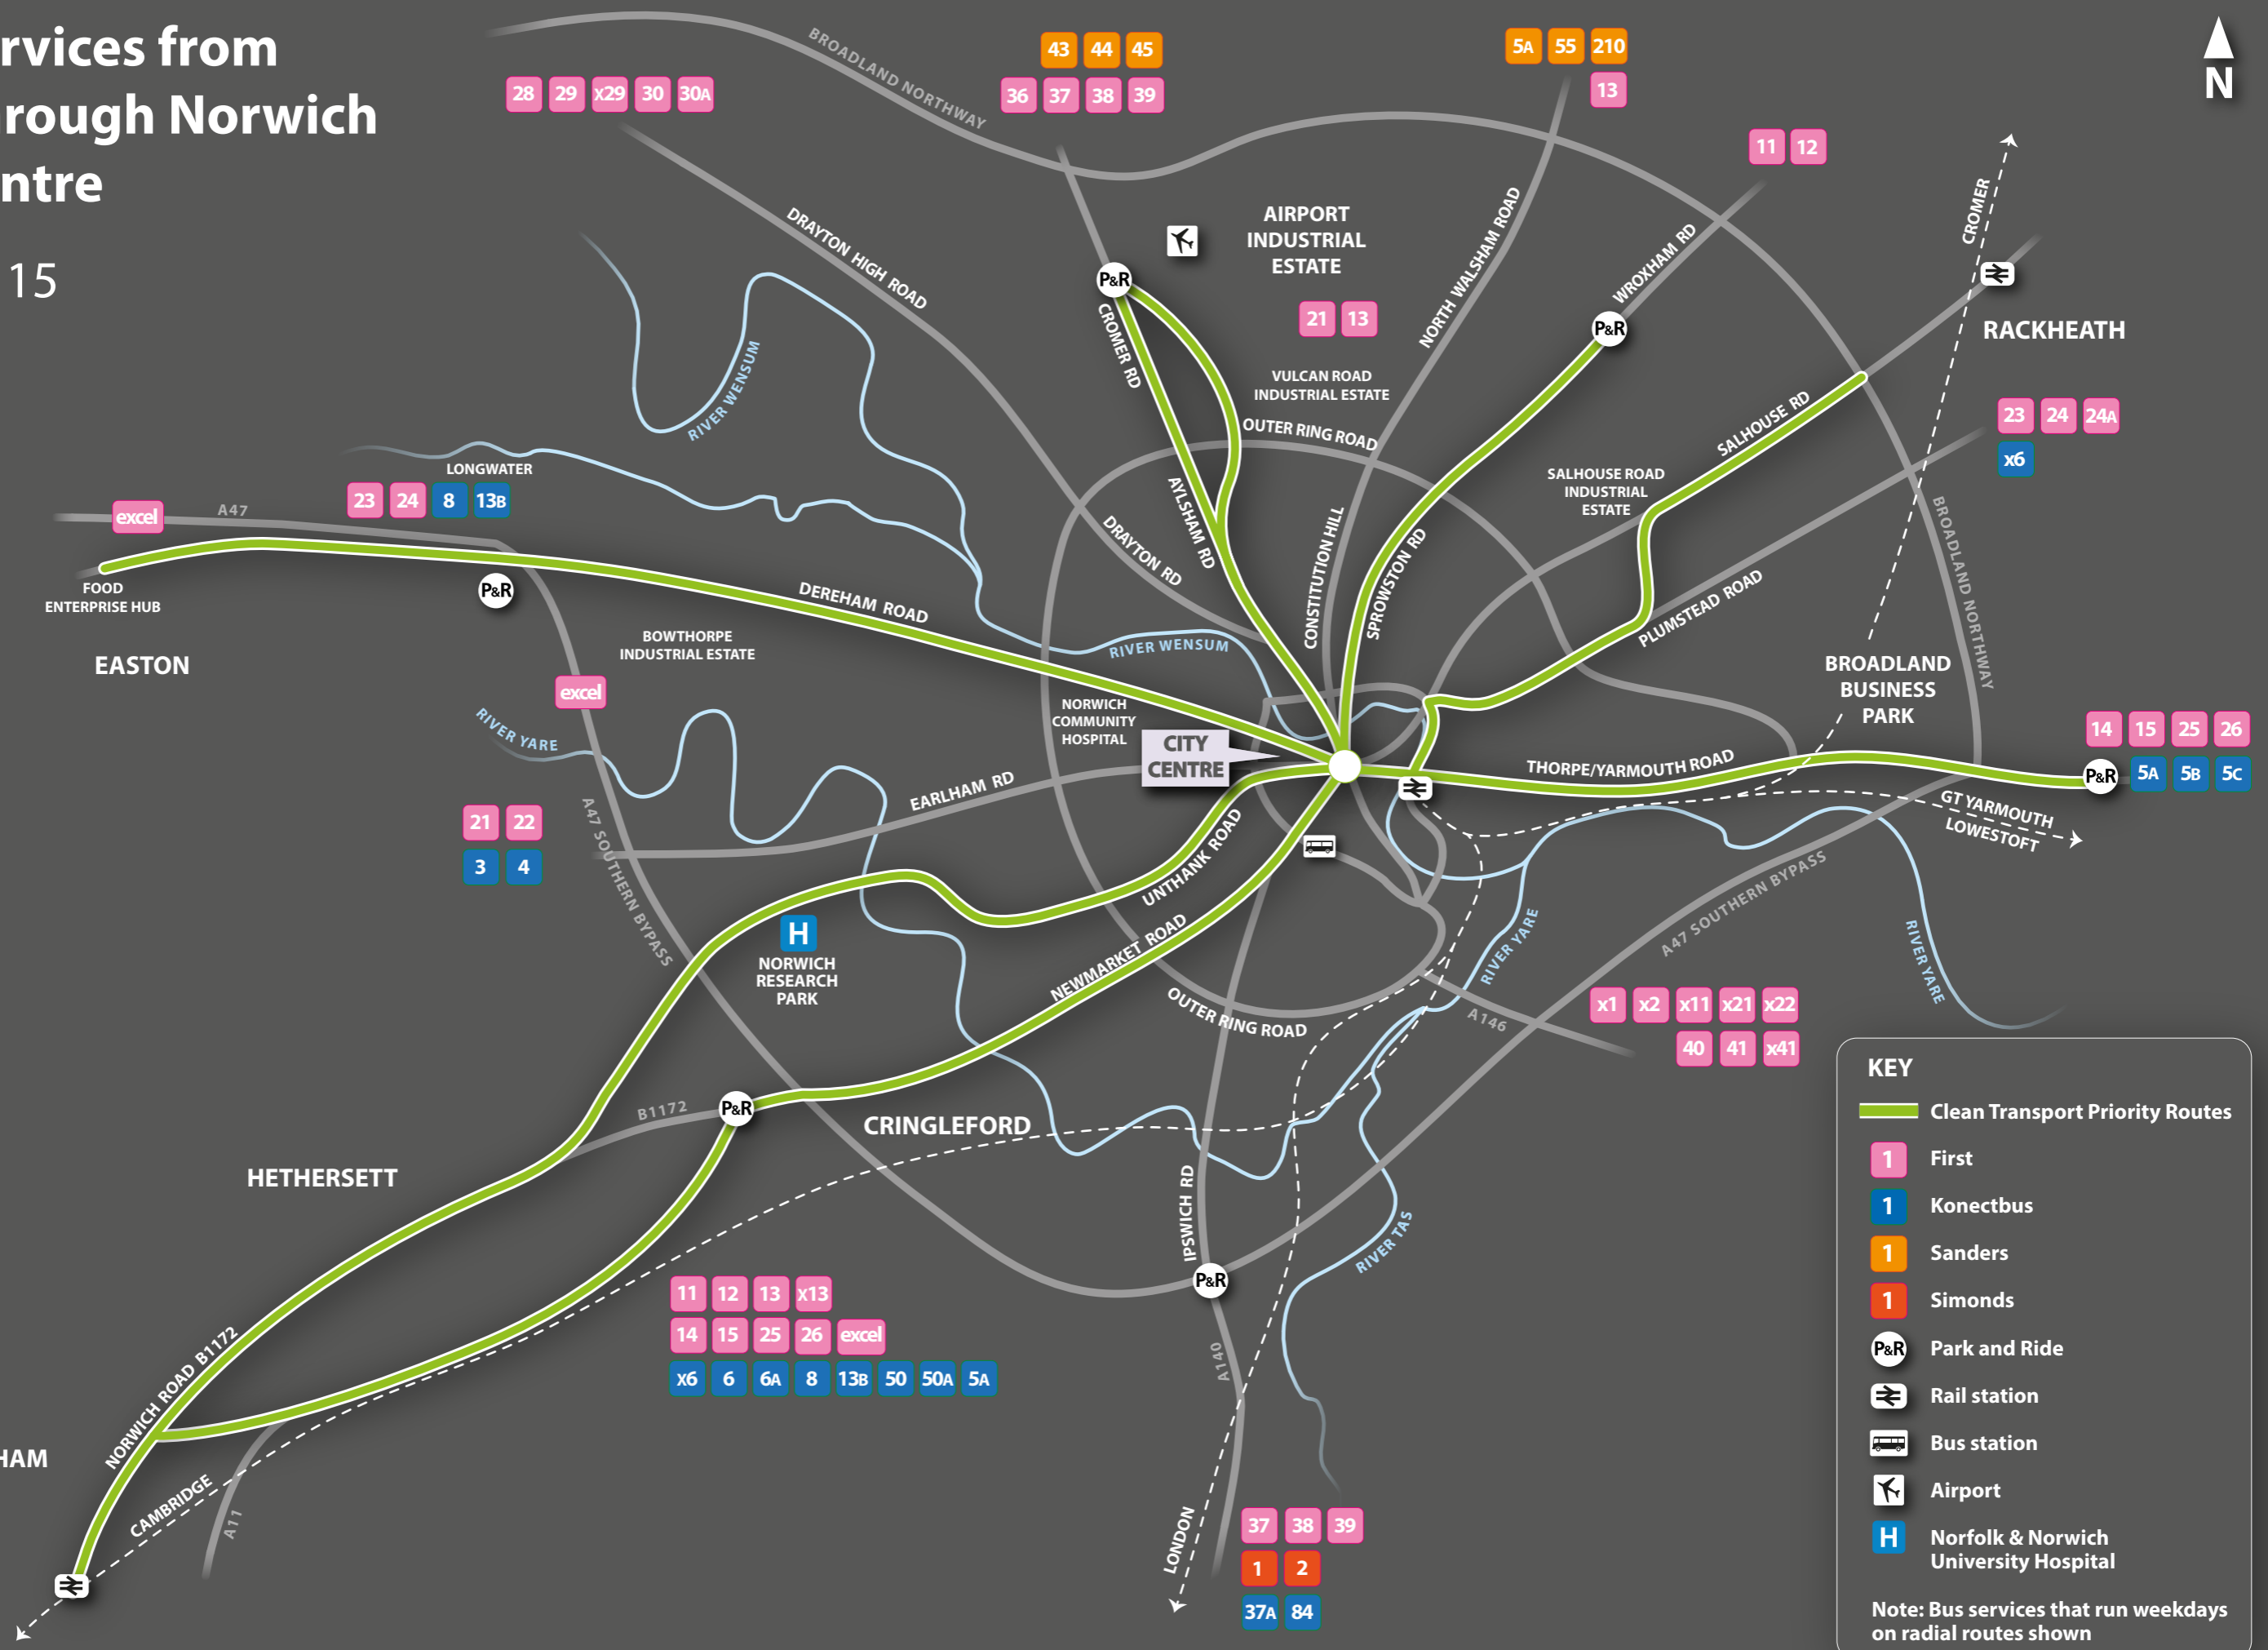 rvices from
rough Norwich
ntre
15
N
BROADLAND NORTHWAY
43 44 45
36 37 38 39
5A 55 210
13
28 29 x29 30 30A
11 12
CROMER
DRAYTON HIGH ROAD
AIRPORT
INDUSTRIAL
ESTATE
P&R
21 13
CROMER RD
NORTH WALSHAM ROAD
WROXHAM RD
P&R
RACKHEATH
RIVER WENSUM
VULCAN ROAD
INDUSTRIAL ESTATE
OUTER RING ROAD
SALHOUSE RD
23 24 24A
x6
LONGWATER
23 24 8 13B
excel
A47
SALHOUSE ROAD
INDUSTRIAL
ESTATE
AYLSHAM RD
DRAYTON RD
CONSTITUTION HILL
SPROWSTON RD
PLUMSTEAD ROAD
BROADLAND NORTHWAY
FOOD
ENTERPRISE HUB
P&R
DEREHAM ROAD
EASTON
BOWTHORPE
INDUSTRIAL ESTATE
RIVER WENSUM
BROADLAND
BUSINESS
PARK
excel
RIVER YARE
NORWICH
COMMUNITY
HOSPITAL
CITY
CENTRE
THORPE/YARMOUTH ROAD
14 15 25 26
P&R
5A 5B 5C
EARLHAM RD
GT YARMOUTH
LOWESTOFT
21 22
3 4
A47 SOUTHERN BYPASS
UNTHANK ROAD
A47 SOUTHERN BYPASS
RIVER YARE
RIVER YARE
H
NORWICH
RESEARCH
PARK
NEWMARKET ROAD
OUTER RING ROAD
A146
x1 x2 x11 x21 x22
40 41 x41
B1172
P&R
CRINGLEFORD
HETHERSETT
IPSWICH RD
RIVER TAS
P&R
11 12 13 x13
14 15 25 26 excel
x6 6 6A 8 13B 50 50A 5A
A140
NORWICH ROAD B1172
HAM
CAMBRIDGE
A11
LONDON
37 38 39
1 2
37A 84
KEY
Clean Transport Priority Routes
1 First
1 Konectbus
1 Sanders
1 Simonds
P&R Park and Ride
Rail station
Bus station
Airport
H Norfolk & Norwich
University Hospital
Note: Bus services that run weekdays
on radial routes shown